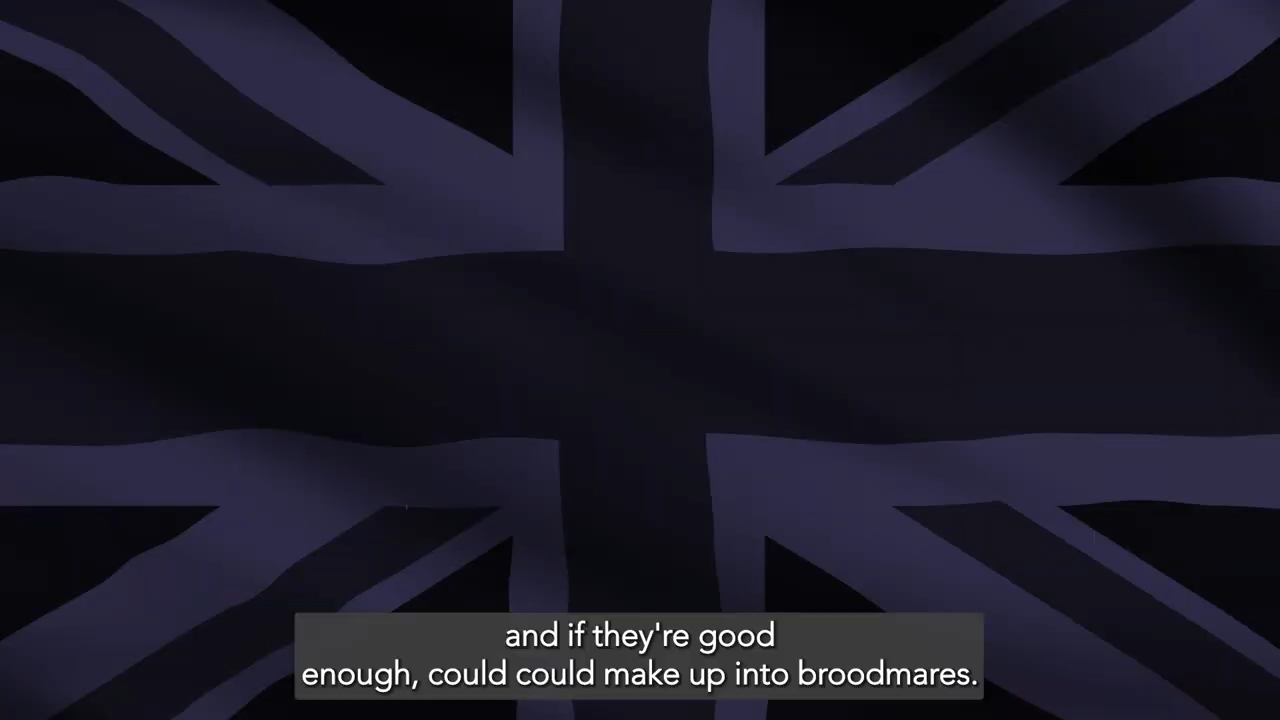 and if they're good
enough, could could make up into broodmares.